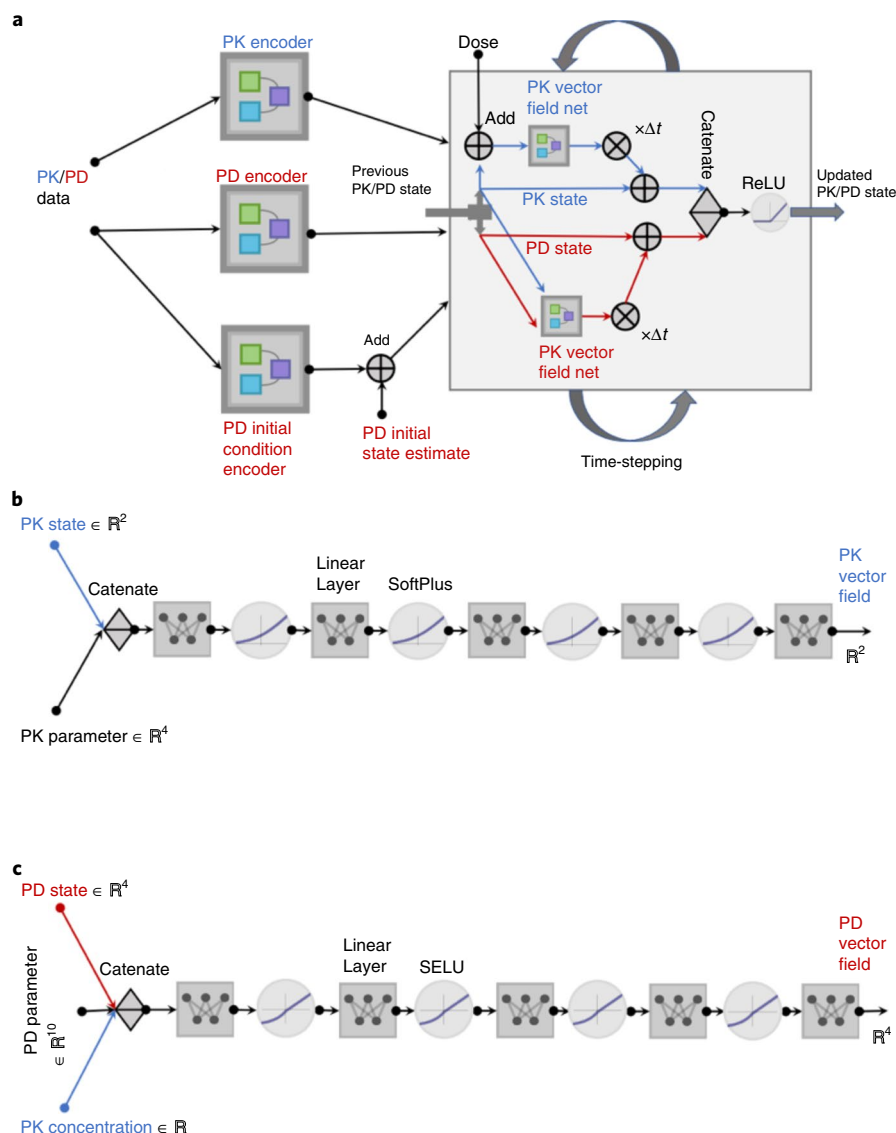 a
PK encoder
Dose
PK vector
field net
Add
×Δt
Catenate
PK/PD
data
PD encoder
Previous
PK/PD state
PK state
ReLU
Updated
PK/PD state
PD state
×Δt
PK vector
field net
Add
PD initial
condition
encoder
PD initial
state estimate
Time-stepping
b
PK state ∈ ℝ²
Catenate
Linear
Layer
SoftPlus
PK
vector
field
ℝ²
PK parameter ∈ ℝ⁴
c
PD state ∈ ℝ⁴
PD parameter
∈ ℝ¹⁰
Catenate
Linear
Layer
SELU
PD
vector
field
ℝ⁴
PK concentration ∈ ℝ